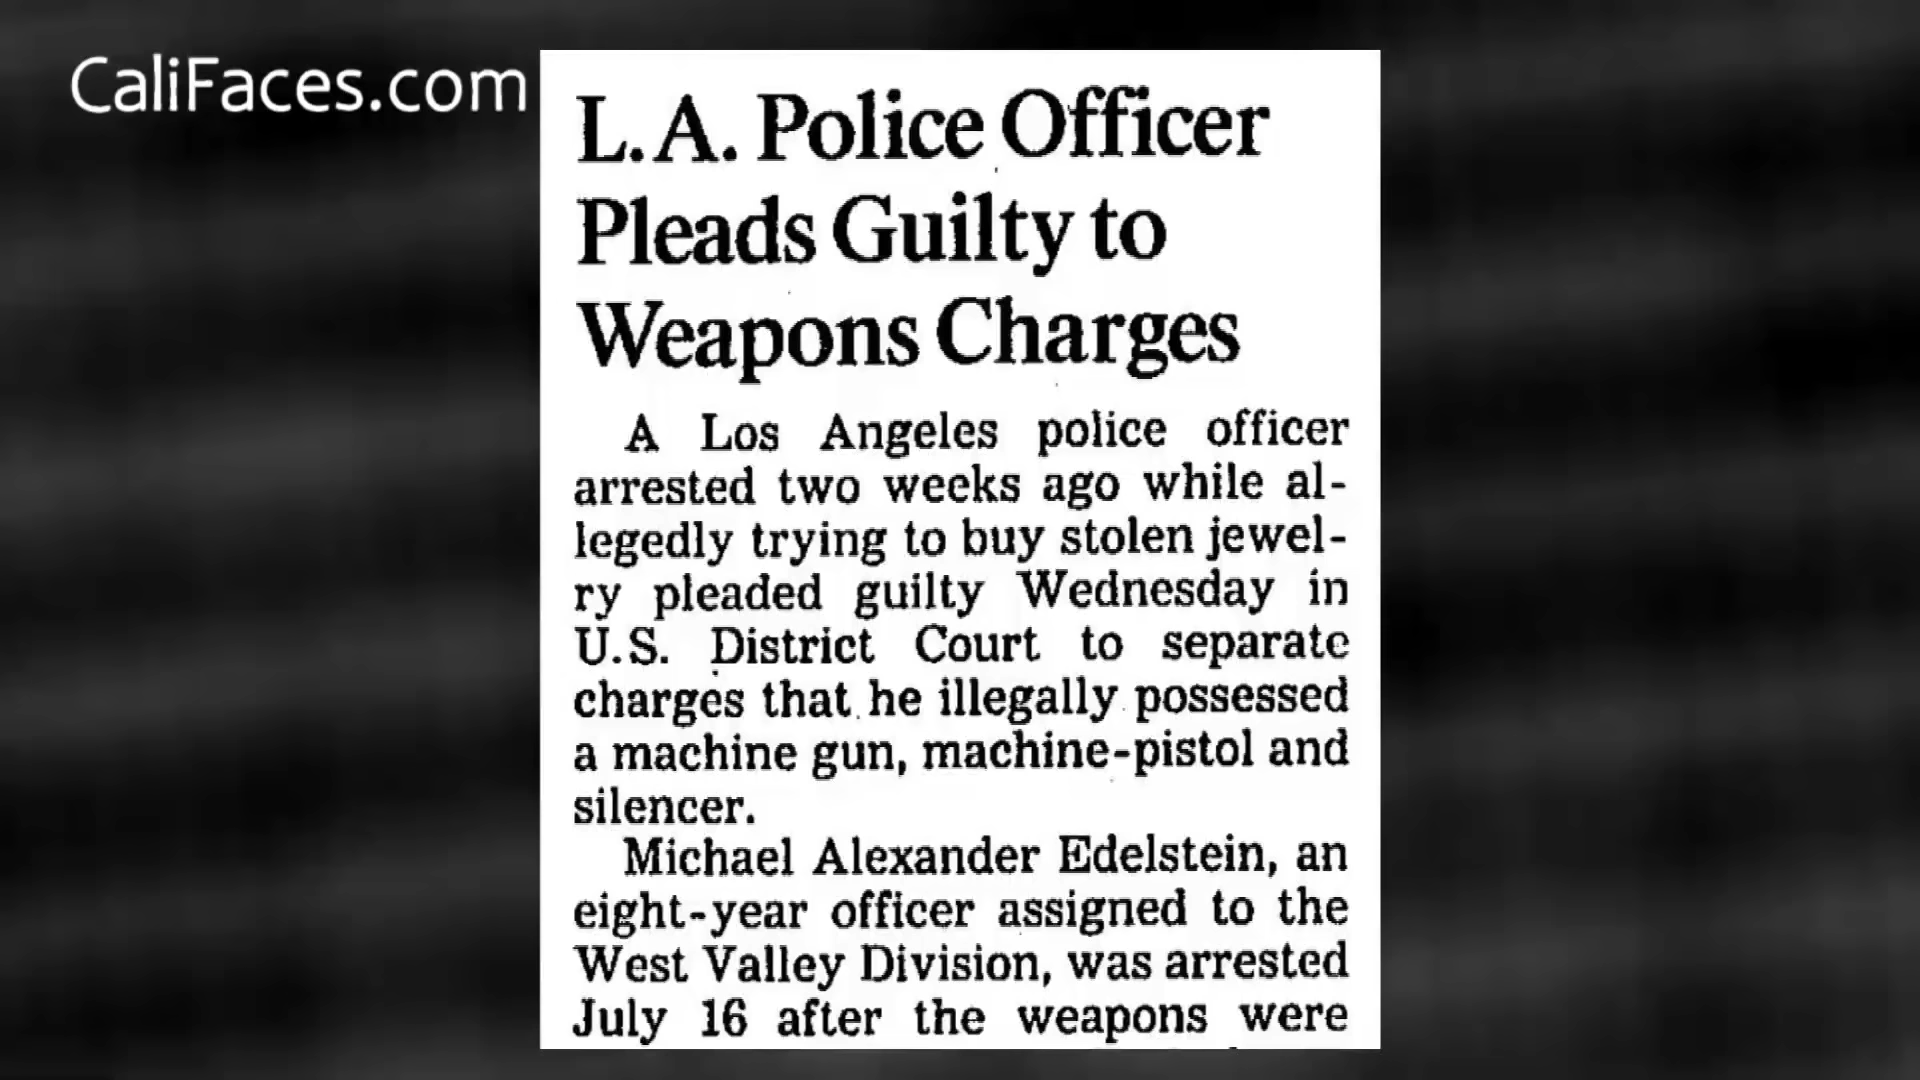 CaliFaces.com
L.A. Police Officer
Pleads Guilty to
Weapons Charges
A Los Angeles police officer
arrested two weeks ago while al-
legedly trying to buy stolen jewel-
ry pleaded guilty Wednesday in
U.S. District Court to separate
charges that he illegally possessed
a machine gun, machine-pistol and
silencer.
Michael Alexander Edelstein, an
eight-year officer assigned to the
West Valley Division, was arrested
July 16 after the weapons were